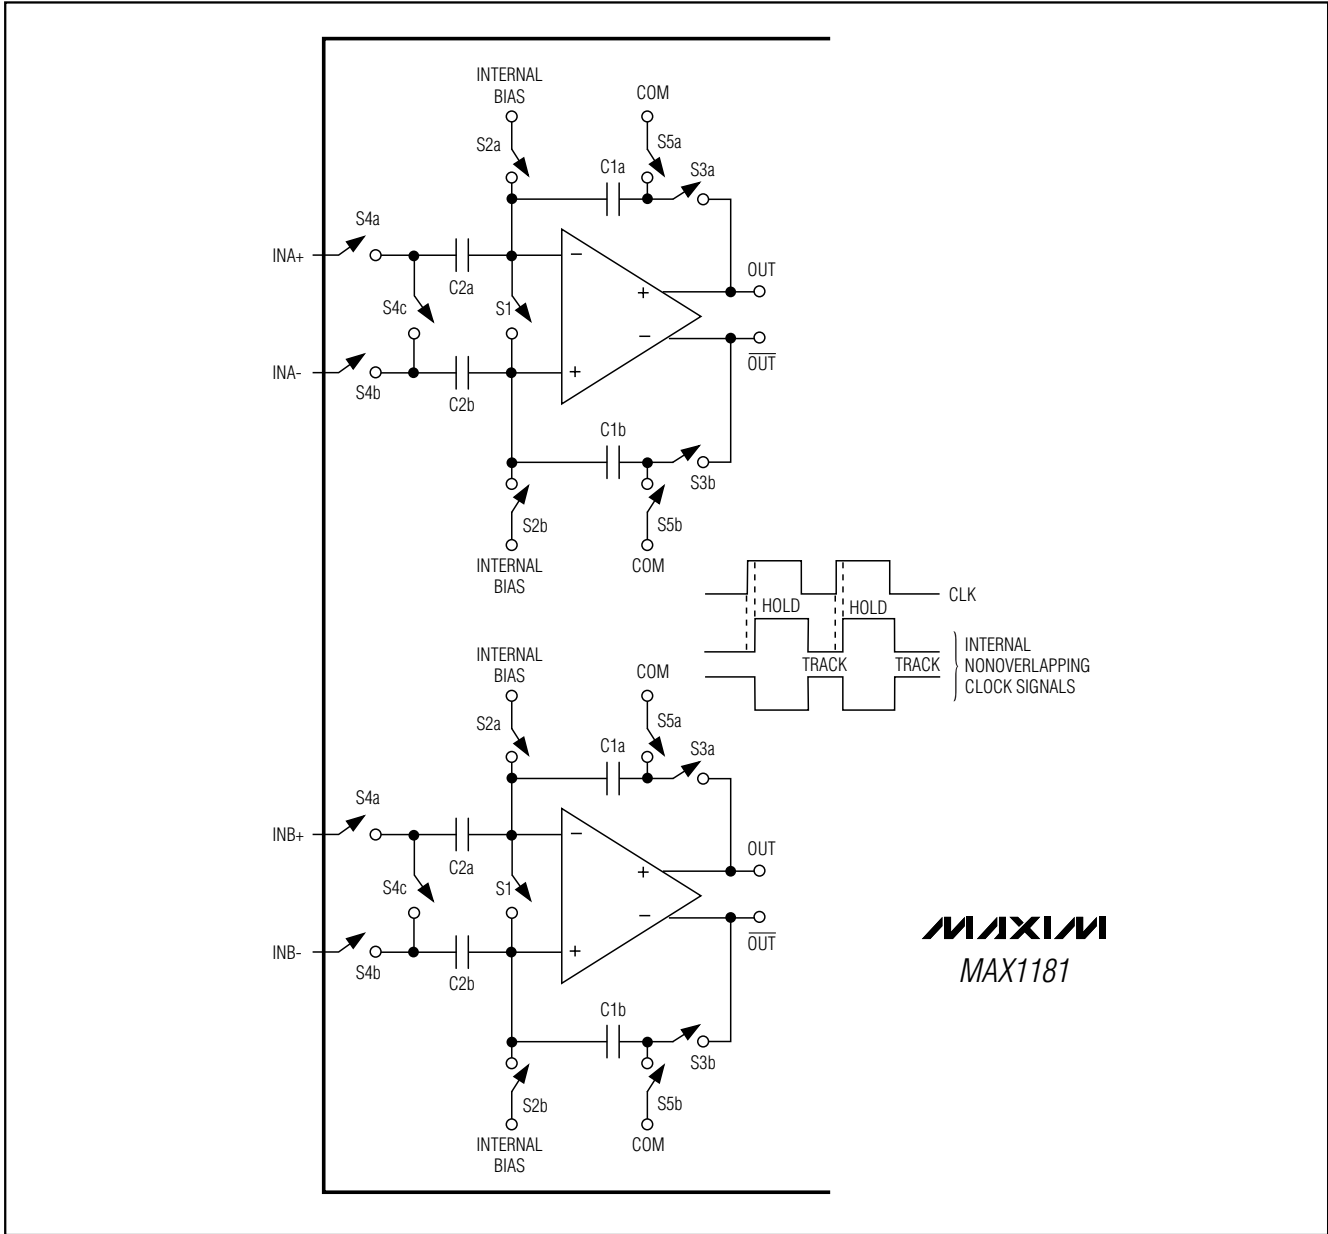 INTERNAL
BIAS
COM
S2a
S5a
C1a
S3a
S4a
INA+
C2a
−
+
OUT
S4c
S1
−
OUT
INA-
S4b
C2b
+
C1b
S3b
S2b
S5b
INTERNAL
BIAS
COM
CLK
HOLD
HOLD
TRACK
TRACK
INTERNAL
NONOVERLAPPING
CLOCK SIGNALS
INTERNAL
BIAS
COM
S2a
S5a
C1a
S3a
S4a
INB+
C2a
−
+
OUT
S4c
S1
−
OUT
INB-
S4b
C2b
+
C1b
S3b
S2b
S5b
INTERNAL
BIAS
COM
MAXIM
MAX1181